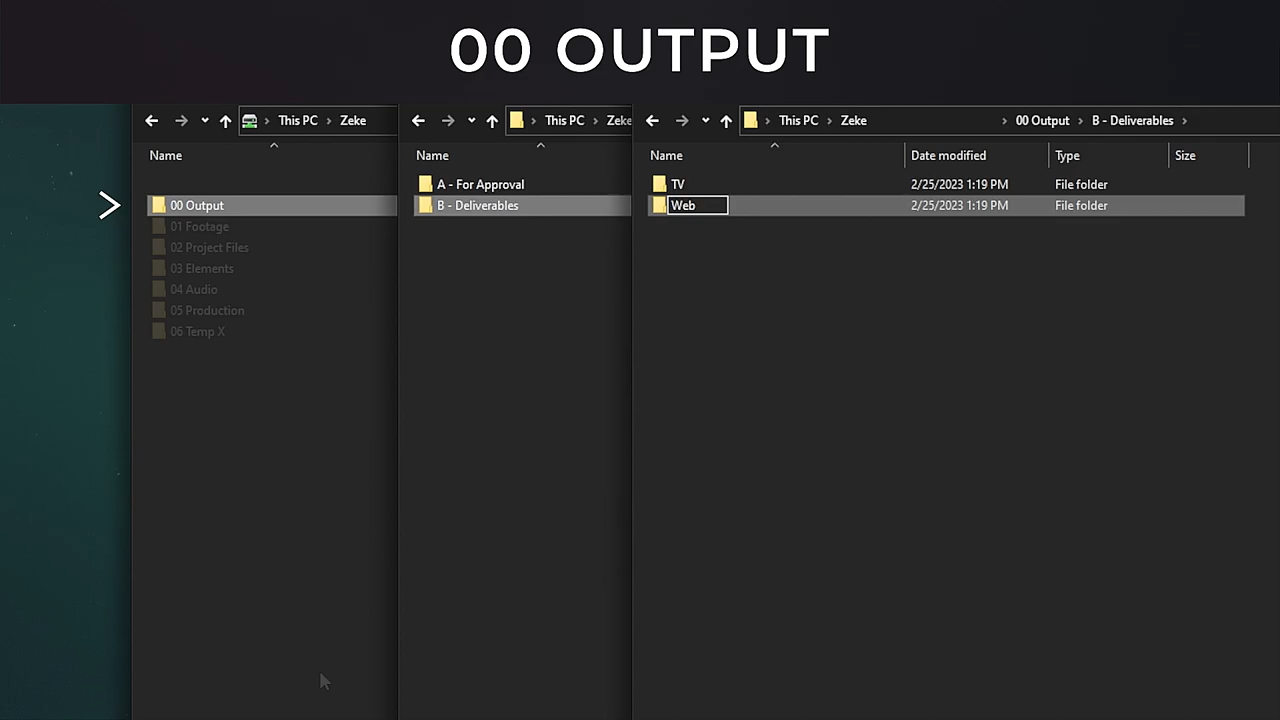 00 OUTPUT
This PC > Zeke
Name
00 Output
01 Footage
02 Project Files
03 Elements
04 Audio
05 Production
06 Temp X
This PC > Zeke
Name
A - For Approval
B - Deliverables
This PC > Zeke > 00 Output > B - Deliverables >
Name Date modified Type Size
TV 2/25/2023 1:19 PM File folder
Web 2/25/2023 1:19 PM File folder